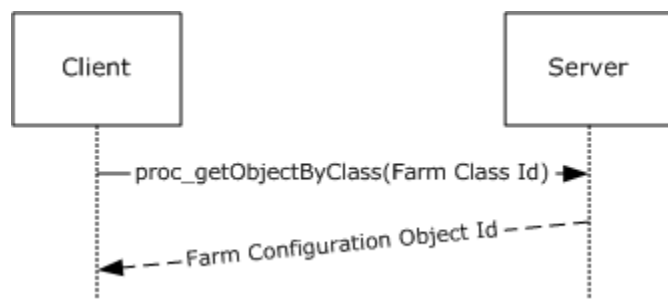 Client
Server
proc_getObjectByClass(Farm Class Id)
Farm Configuration Object Id